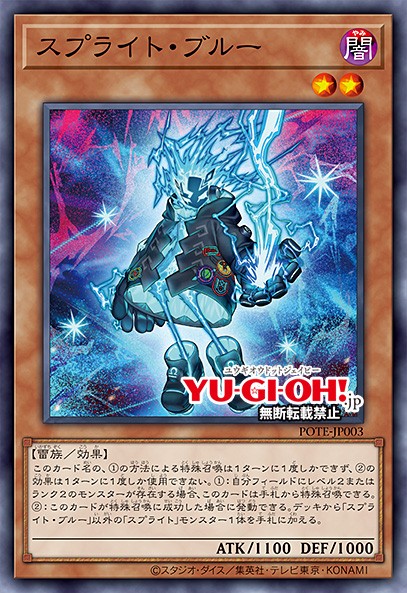 スプライト・ブルー
やみ
闇
ユウギオウドットジェイピー
YU-GI-OH!.jp
無断転載禁止
POTE-JP003
【雷族/効果】
このカード名の、①の方法による特殊召喚は1ターンに1度しかできず、②の
効果は1ターンに1度しか使用できない。①:自分フィールドにレベル2または
ランク2のモンスターが存在する場合、このカードは手札から特殊召喚できる。
②:このカードが特殊召喚に成功した場合に発動できる。デッキから「スプラ
イト・ブルー」以外の「スプライト」モンスター1体を手札に加える。
ATK/1100 DEF/1000
©スタジオ・ダイス/集英社・テレビ東京・KONAMI